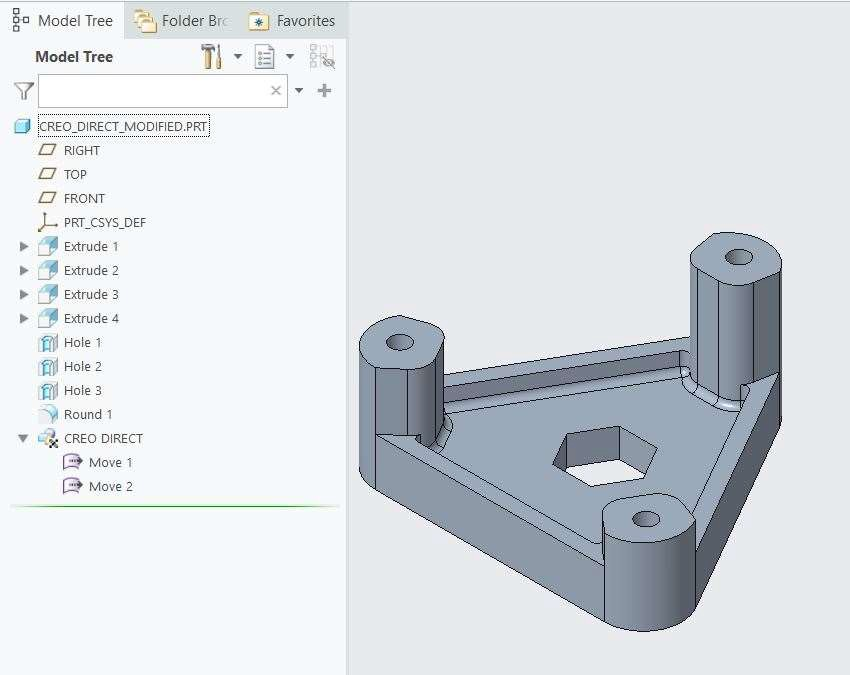 Model Tree Folder Brc Favorites
Model Tree
CREO_DIRECT_MODIFIED.PRT
RIGHT
TOP
FRONT
PRT_CSYS_DEF
Extrude 1
Extrude 2
Extrude 3
Extrude 4
Hole 1
Hole 2
Hole 3
Round 1
CREO DIRECT
Move 1
Move 2